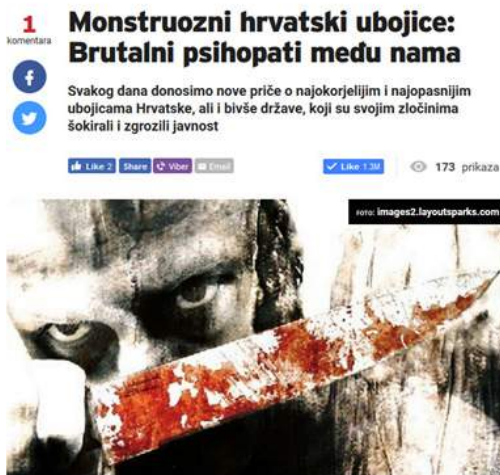 1
komentara
Monstruozni hrvatski ubojice:
Brutalni psihopati među nama
Svakog dana donosimo nove priče o najokorjelijim i najopasnijim
ubojicama Hrvatske, ali i bivše države, koji su svojim zločinima
šokirali i zgrozili javnost
Like 2 Share Viber Email Like 1.3M 173 prikaza
FOTO: images2.layoutsparks.com